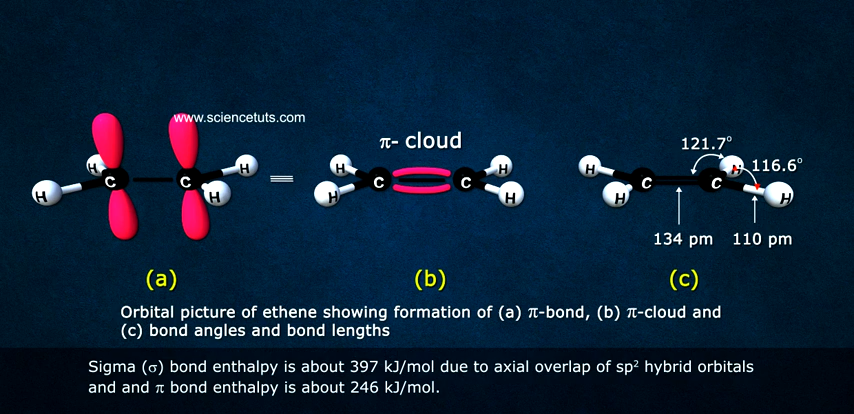 www.sciencetuts.com
H
H
C
C
H
H
≡
π- cloud
H
H
C
C
H
H
121.7°
116.6°
H
H
C
C
H
H
134 pm
110 pm
(a)
(b)
(c)
Orbital picture of ethene showing formation of (a) π-bond, (b) π-cloud and
(c) bond angles and bond lengths
Sigma (σ) bond enthalpy is about 397 kJ/mol due to axial overlap of sp² hybrid orbitals
and and π bond enthalpy is about 246 kJ/mol.